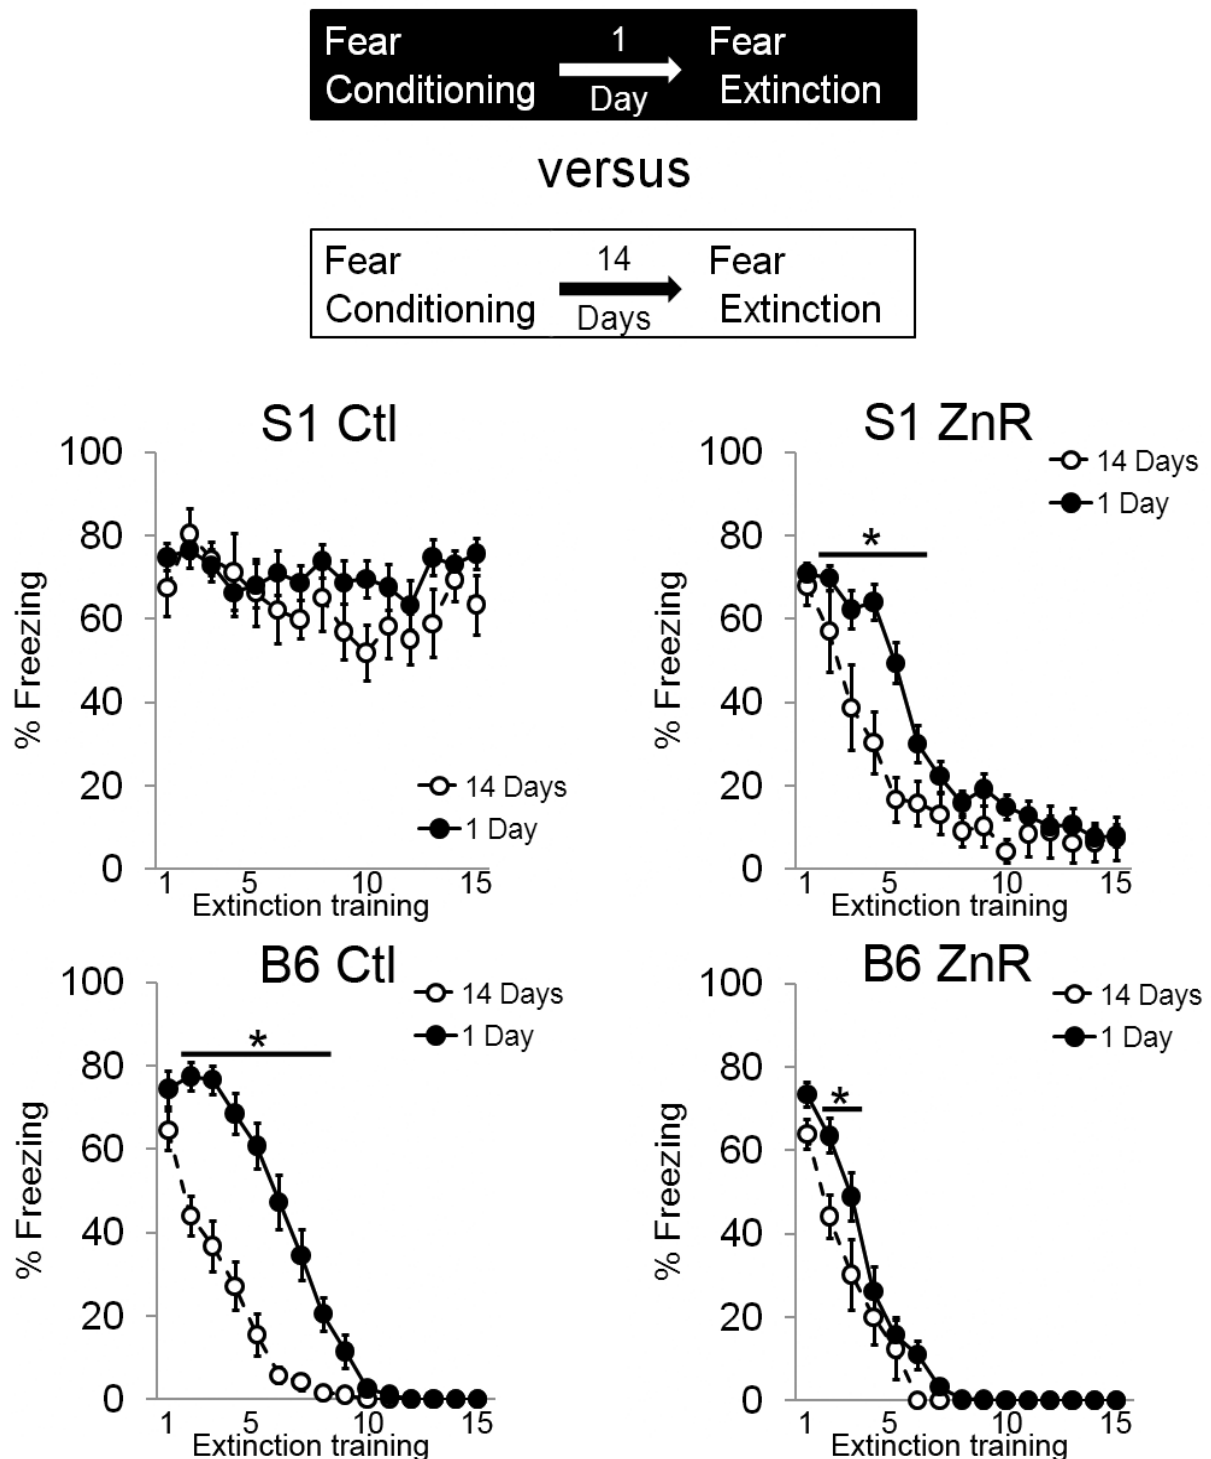 Fear
Conditioning
1
Day
Fear
Extinction
versus
Fear
Conditioning
14
Days
Fear
Extinction
S1 Ctl
100
80
60
40
20
0
% Freezing
14 Days
1 Day
1 5 10 15
Extinction training
S1 ZnR
100
80
60
40
20
0
% Freezing
14 Days
1 Day
*
1 5 10 15
Extinction training
B6 Ctl
100
80
60
40
20
0
% Freezing
14 Days
1 Day
*
1 5 10 15
Extinction training
B6 ZnR
100
80
60
40
20
0
% Freezing
14 Days
1 Day
*
1 5 10 15
Extinction training